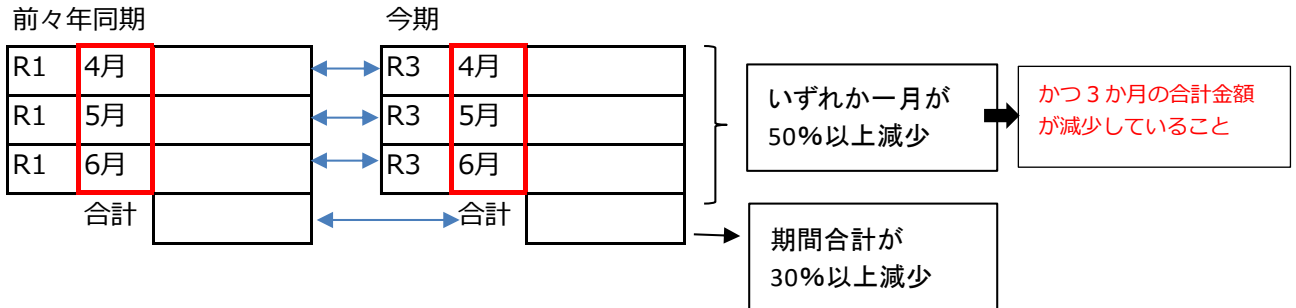 前々年同期
今期
R1 4月
R3 4月
R1 5月
R3 5月
R1 6月
R3 6月
合計
合計
いずれか一月が
50%以上減少
かつ3か月の合計金額
が減少していること
期間合計が
30%以上減少